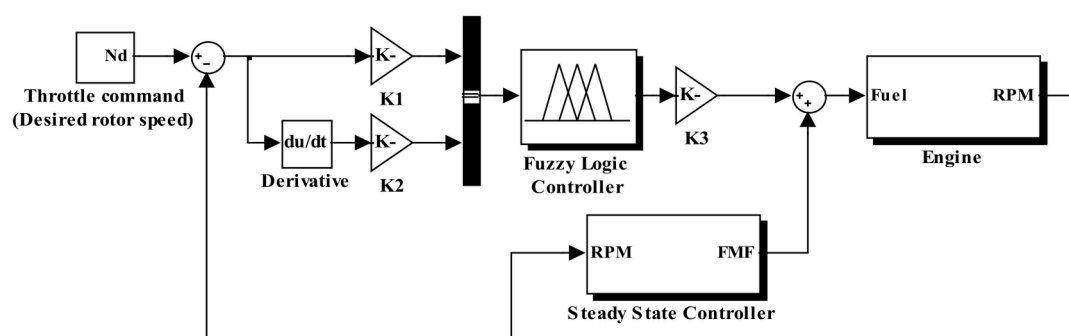 Nd
+
−
Throttle command
(Desired rotor speed)
K-
K1
du/dt
Derivative
K-
K2
Fuzzy Logic
Controller
K-
K3
+
+
Fuel
RPM
Engine
RPM
FMF
Steady State Controller